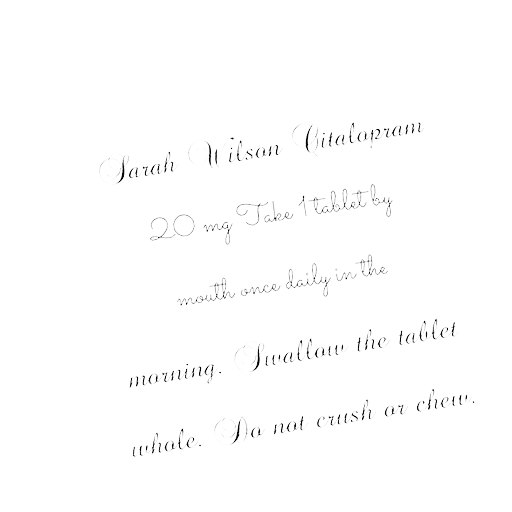 Sarah Wilson Citalopram
20 mg Take 1 tablet by
mouth once daily in the
morning. Swallow the tablet
whole. Do not crush or chew.